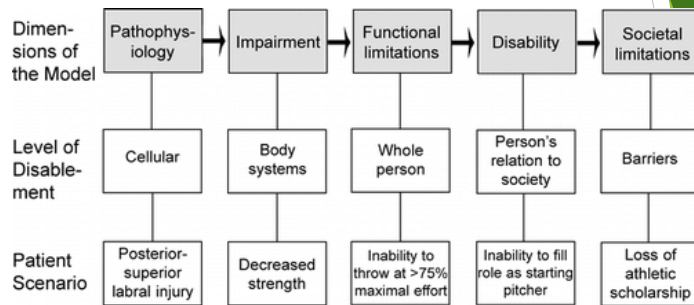 Dimen-
sions of
the Model
Pathophys-
iology
Impairment
Functional
limitations
Disability
Societal
limitations
Level of
Disable-
ment
Cellular
Body
systems
Whole
person
Person's
relation to
society
Barriers
Patient
Scenario
Posterior-
superior
labral injury
Decreased
strength
Inability to
throw at >75%
maximal effort
Inability to fill
role as starting
pitcher
Loss of
athletic
scholarship